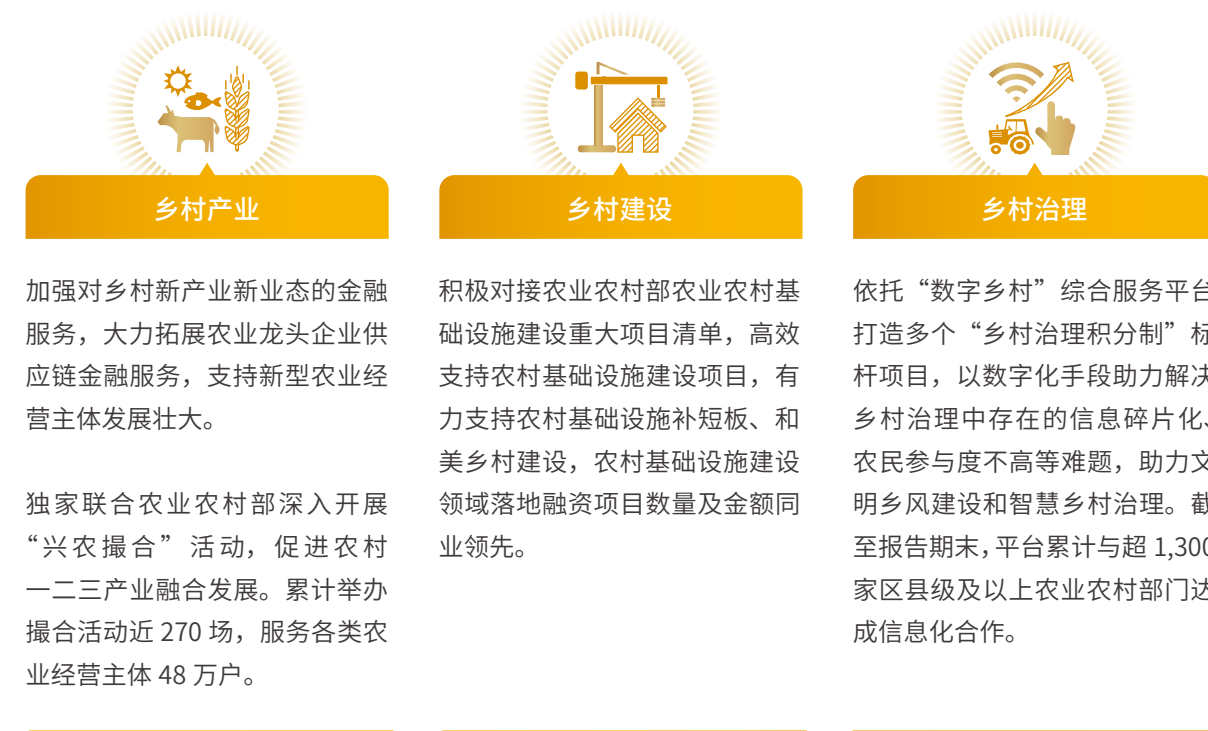 乡村产业
加强对乡村新产业新业态的金融
服务，大力拓展农业龙头企业供
应链金融服务，支持新型农业经
营主体发展壮大。
独家联合农业农村部深入开展
“兴农撮合”活动，促进农村
一二三产业融合发展。累计举办
撮合活动近 270 场，服务各类农
业经营主体 48 万户。
乡村建设
积极对接农业农村部农业农村基
础设施建设重大项目清单，高效
支持农村基础设施建设项目，有
力支持农村基础设施补短板、和
美乡村建设，农村基础设施建设
领域落地融资项目数量及金额同
业领先。
乡村治理
依托“数字乡村”综合服务平台
打造多个“乡村治理积分制”标
杆项目，以数字化手段助力解决
乡村治理中存在的信息碎片化、
农民参与度不高等难题，助力文
明乡风建设和智慧乡村治理。截
至报告期末，平台累计与超 1,300
家区县级及以上农业农村部门达
成信息化合作。